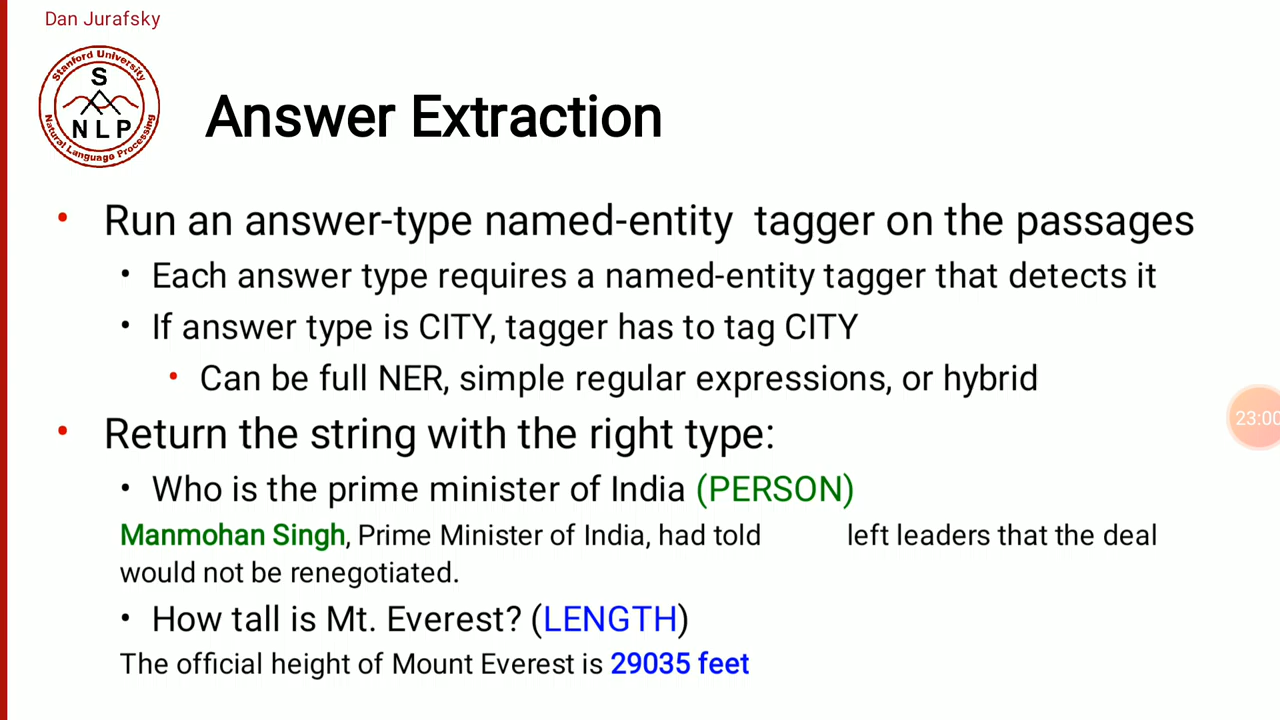 Dan Jurafsky
Stanford University
S
N L P
Natural Language Processing
Answer Extraction
• Run an answer-type named-entity  tagger on the passages
• Each answer type requires a named-entity tagger that detects it
• If answer type is CITY, tagger has to tag CITY
• Can be full NER, simple regular expressions, or hybrid
23:00
• Return the string with the right type:
• Who is the prime minister of India (PERSON)
Manmohan Singh, Prime Minister of India, had told left leaders that the deal
would not be renegotiated.
• How tall is Mt. Everest? (LENGTH)
The official height of Mount Everest is 29035 feet